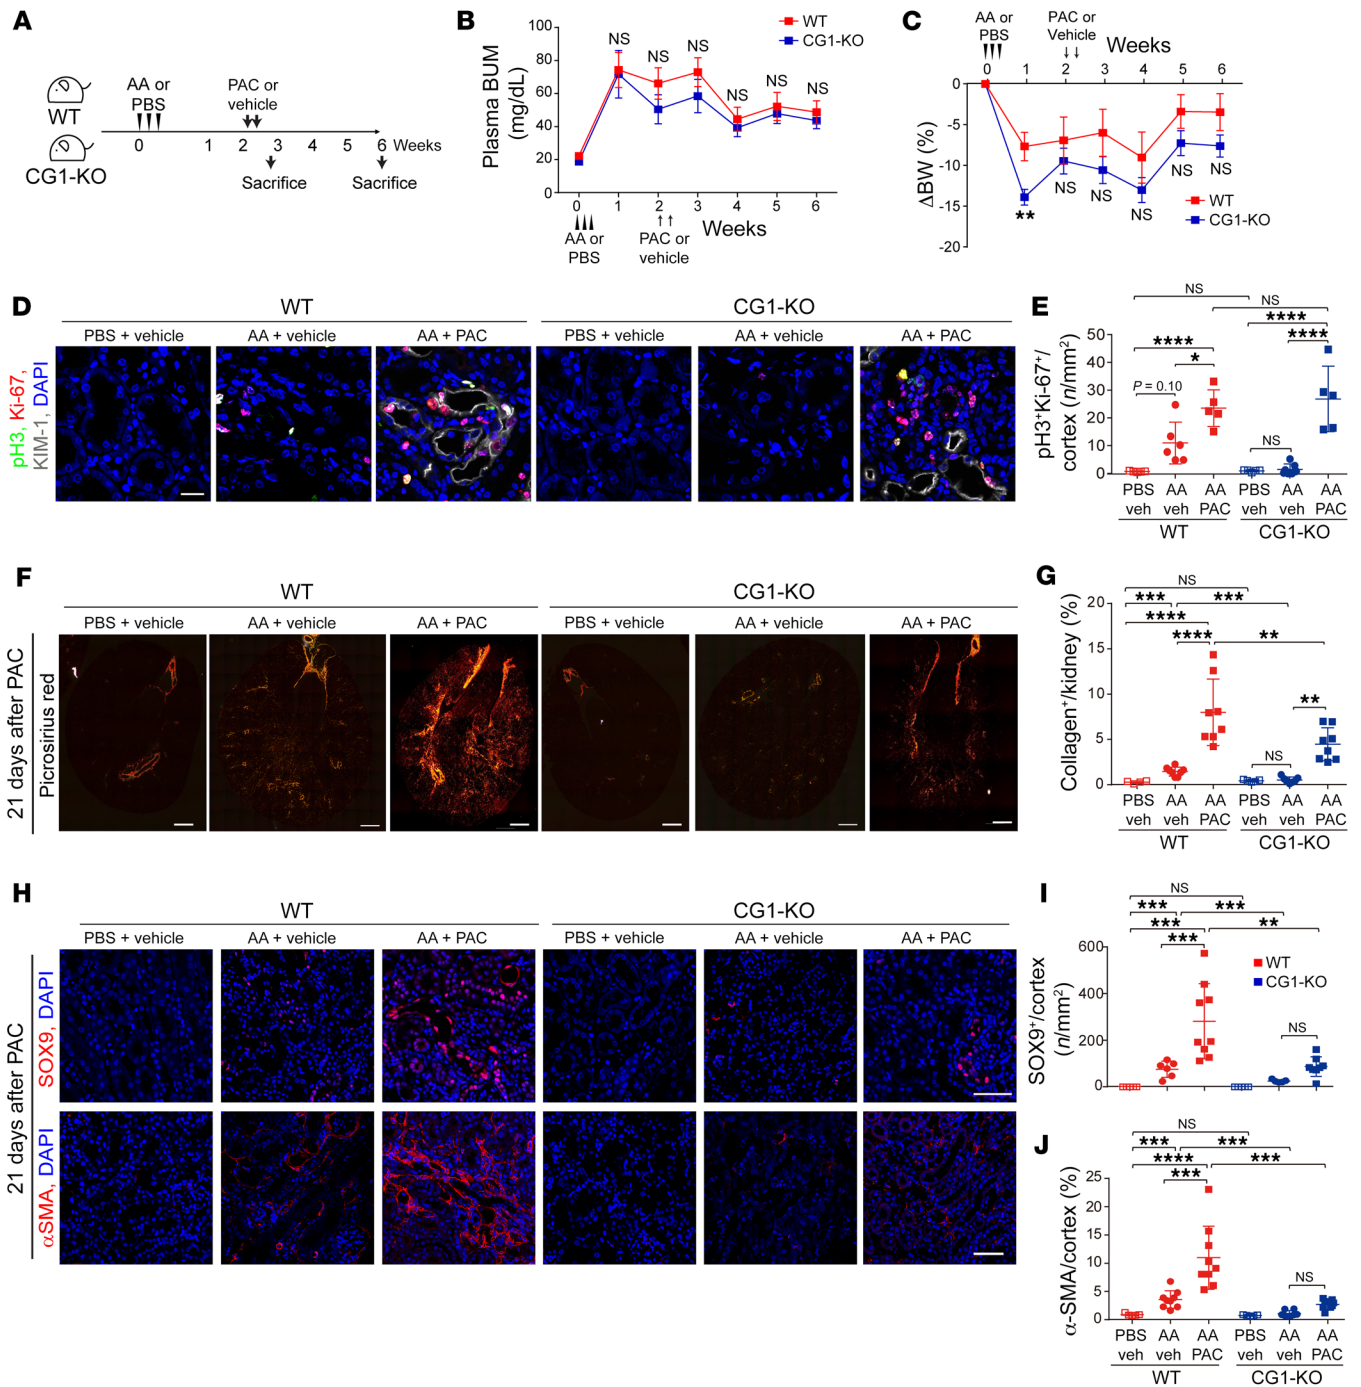 A
WT
CG1-KO
AA or
PBS
PAC or
vehicle
0 1 2 3 4 5 6 Weeks
Sacrifice Sacrifice
B
Plasma BUM
(mg/dL)
100
80
60
40
20
0
NS NS NS NS NS NS
WT
CG1-KO
0 1 2 3 4 5 6
AA or
PBS
PAC or
vehicle
Weeks
C
AA or
PBS
PAC or
Vehicle
Weeks
0 1 2 3 4 5 6
ΔBW (%)
0
-5
-10
-15
-20
**
NS NS NS NS NS
WT
CG1-KO
D
WT CG1-KO
PBS + vehicle AA + vehicle AA + PAC PBS + vehicle AA + vehicle AA + PAC
pH3, Ki-67,
KIM-1, DAPI
E
NS
NS
****
**** ****
*
P = 0.10
NS
pH3+Ki-67+/
cortex (n/mm2)
50
40
30
20
10
0
PBS AA AA PBS AA AA
veh veh PAC veh veh PAC
WT CG1-KO
F
WT CG1-KO
PBS + vehicle AA + vehicle AA + PAC PBS + vehicle AA + vehicle AA + PAC
21 days after PAC
Picrosirius red
G
NS
*** ***
****
**** **
**
NS
Collagen+/kidney (%)
20
15
10
5
0
PBS AA AA PBS AA AA
veh veh PAC veh veh PAC
WT CG1-KO
H
WT CG1-KO
PBS + vehicle AA + vehicle AA + PAC PBS + vehicle AA + vehicle AA + PAC
21 days after PAC
SOX9, DAPI
αSMA, DAPI
I
NS
*** ***
*** **
***
NS
WT
CG1-KO
SOX9+/cortex
(n/mm2)
600
400
200
0
J
NS
*** ***
**** ***
***
NS
α-SMA/cortex (%)
25
20
15
10
5
0
PBS AA AA PBS AA AA
veh veh PAC veh veh PAC
WT CG1-KO